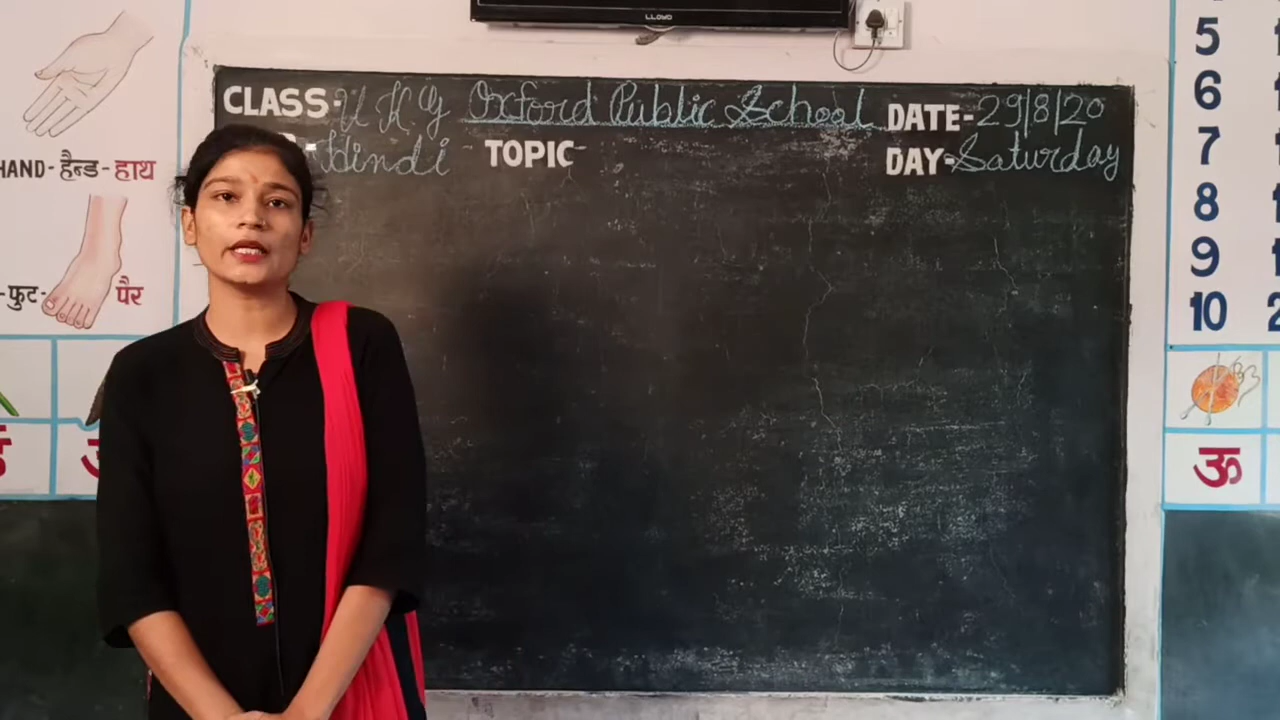 LLOYD
CLASS- U.K.G Oxford Public School DATE- 29/8/20
Hindi TOPIC- DAY- Saturday
HAND-हैन्ड-हाथ
-फुट- पैर
5
6
7
8
9
10
ऊ